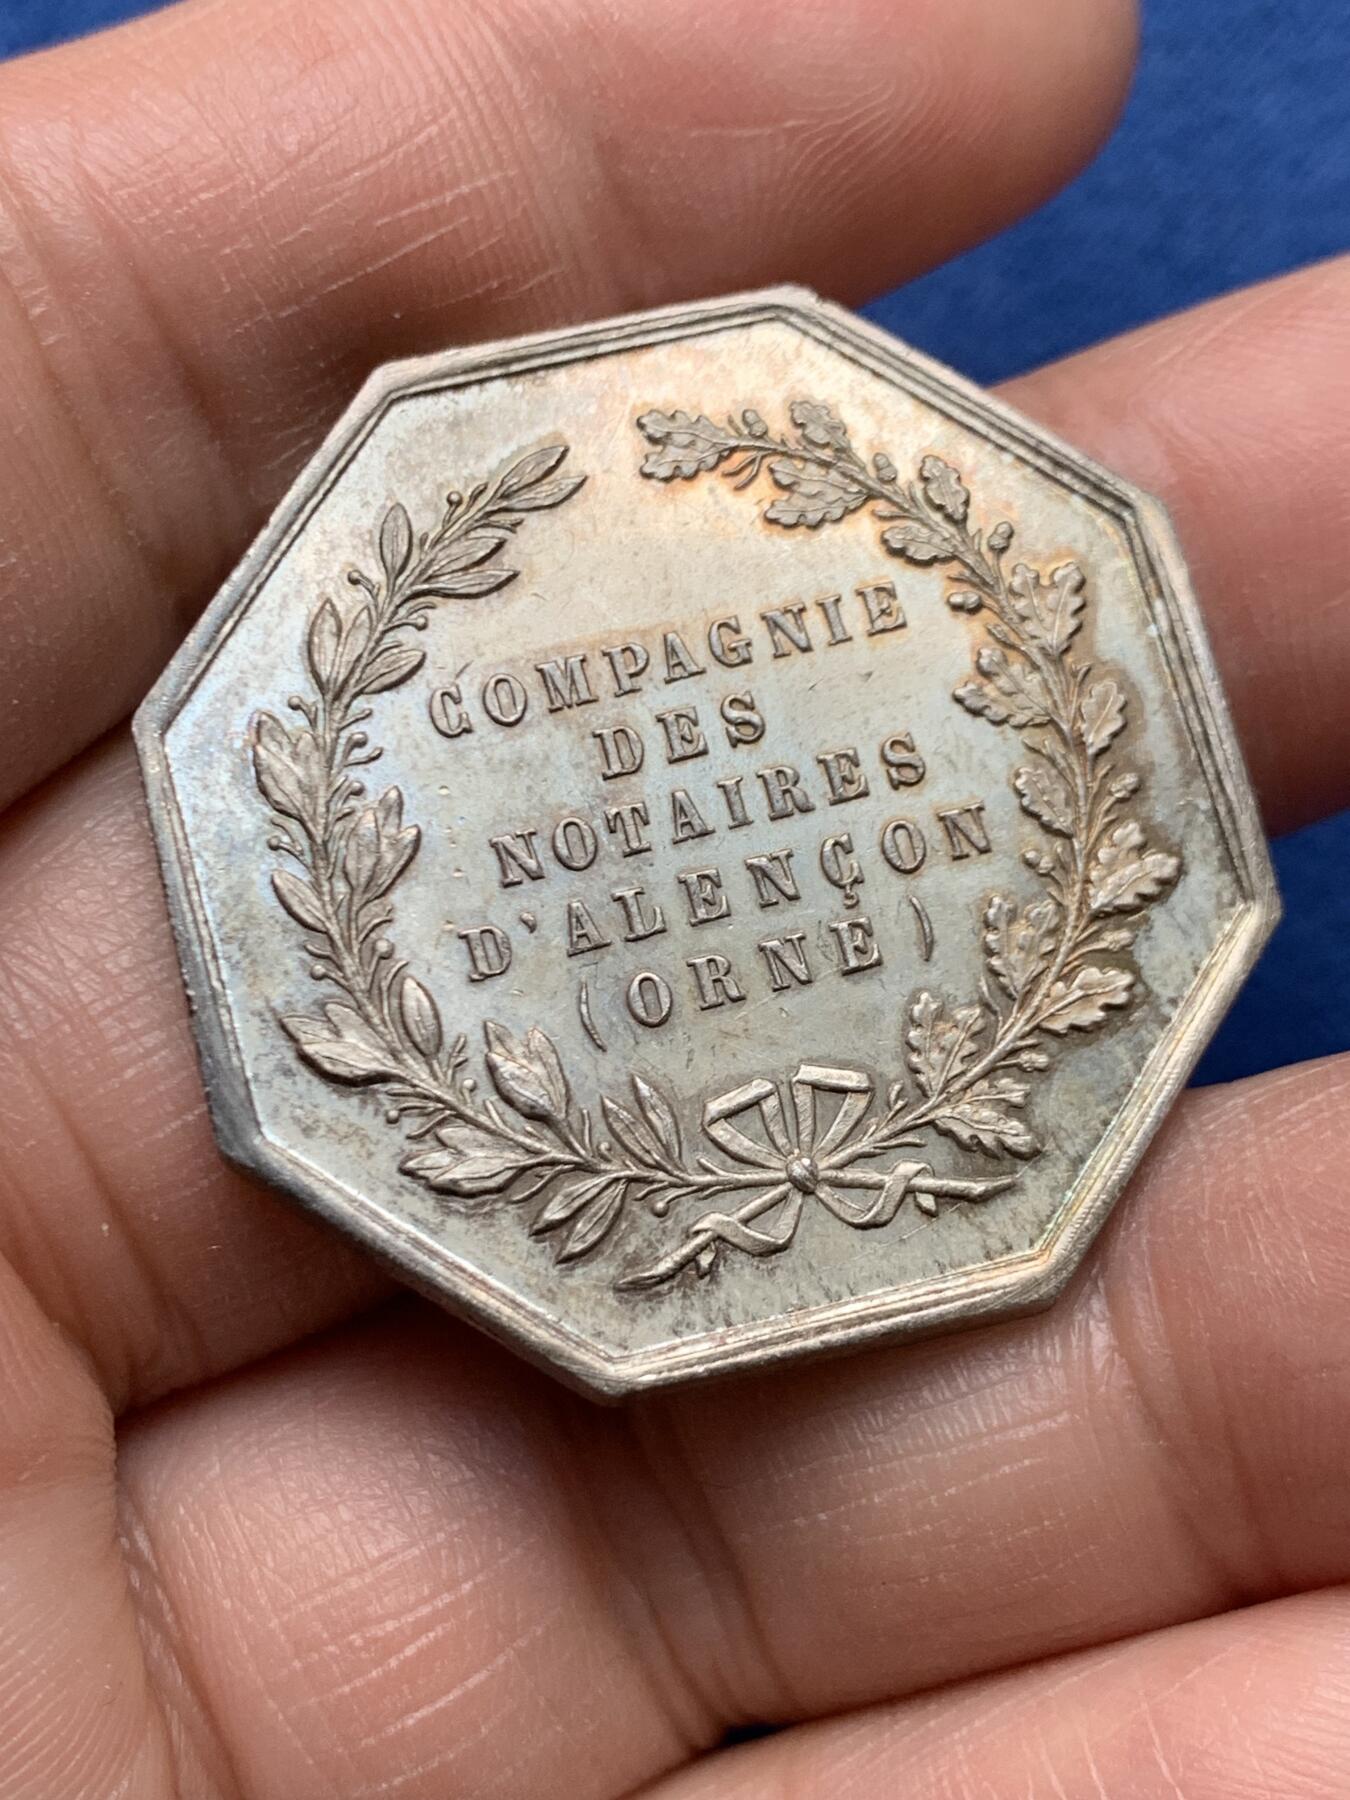 COMPAGNIE
DES
NOTAIRES
D'ALENÇON
(ORNE)